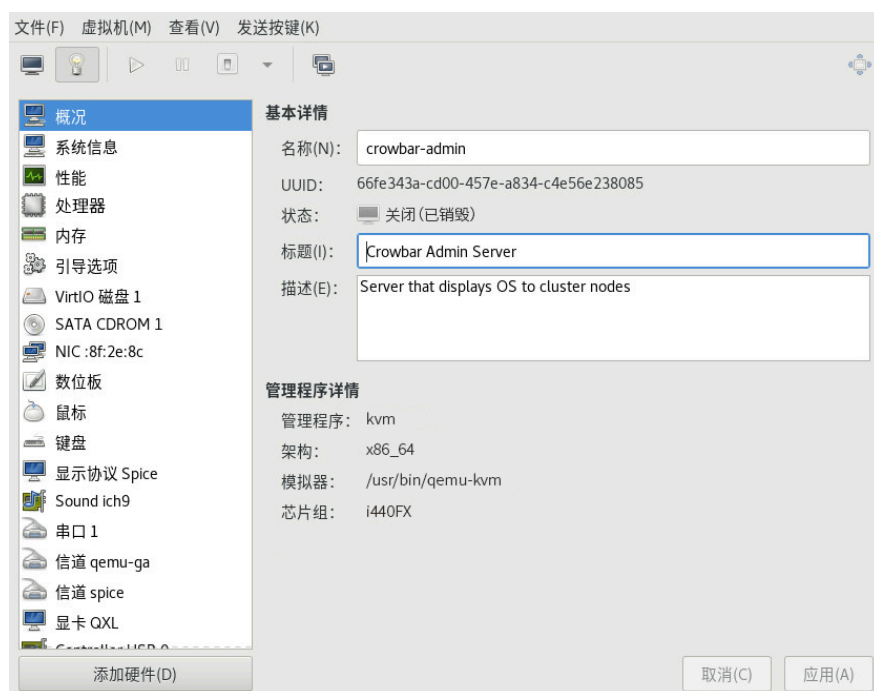 文件(F) 虚拟机(M) 查看(V) 发送按键(K)
概况
系统信息
性能
处理器
内存
引导选项
VirtIO 磁盘 1
SATA CDROM 1
NIC :8f:2e:8c
数位板
鼠标
键盘
显示协议 Spice
Sound ich9
串口 1
信道 qemu-ga
信道 spice
显卡 QXL
Controller USB 0
添加硬件(D)
基本详情
名称(N): crowbar-admin
UUID: 66fe343a-cd00-457e-a834-c4e56e238085
状态: 关闭(已销毁)
标题(I): Crowbar Admin Server
描述(E): Server that displays OS to cluster nodes
管理程序详情
管理程序: kvm
架构: x86_64
模拟器: /usr/bin/qemu-kvm
芯片组: i440FX
取消(C) 应用(A)